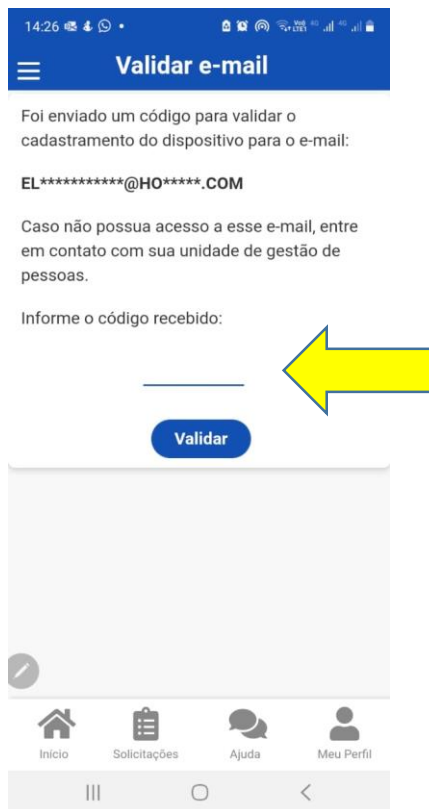 14:26
Validar e-mail
Foi enviado um código para validar o
cadastramento do dispositivo para o e-mail:
EL***********@HO*****.COM
Caso não possua acesso a esse e-mail, entre
em contato com sua unidade de gestão de
pessoas.
Informe o código recebido:
Validar
Início Solicitações Ajuda Meu Perfil